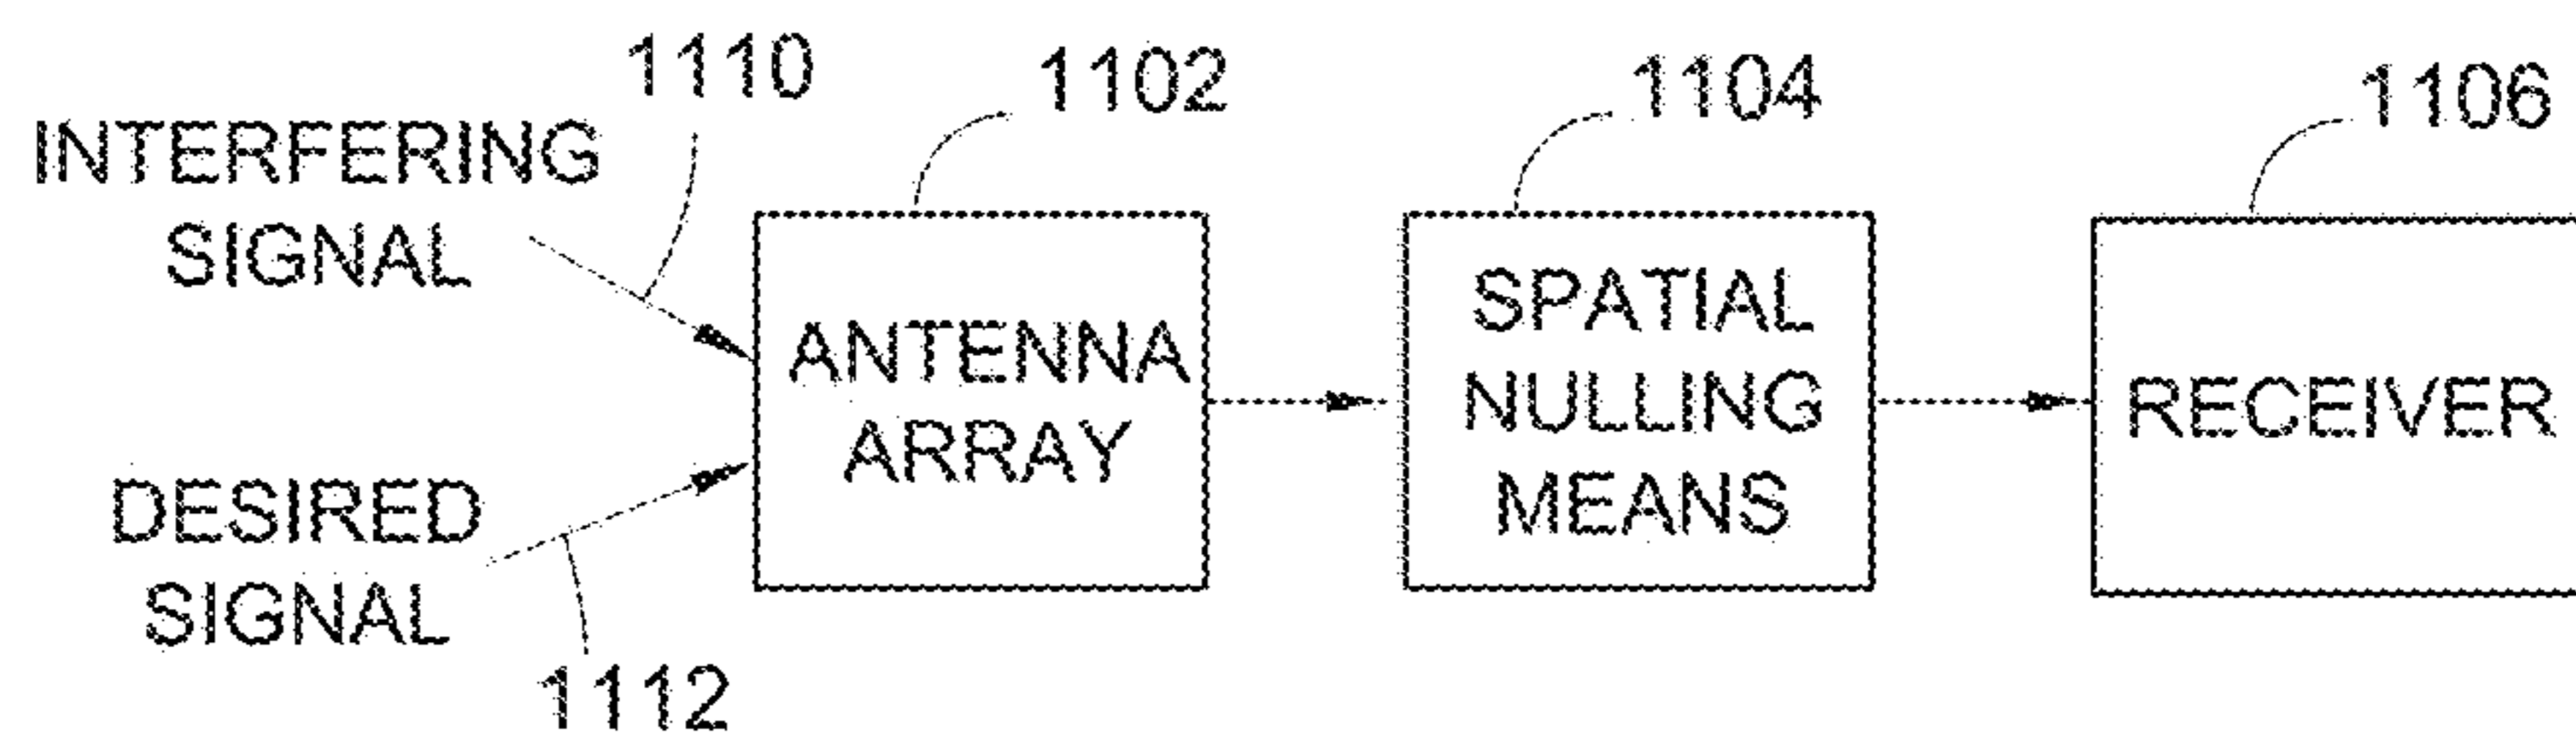 1110
1102
1104
1106
INTERFERING
SIGNAL
DESIRED
SIGNAL
1112
ANTENNA
ARRAY
SPATIAL
NULLING
MEANS
RECEIVER